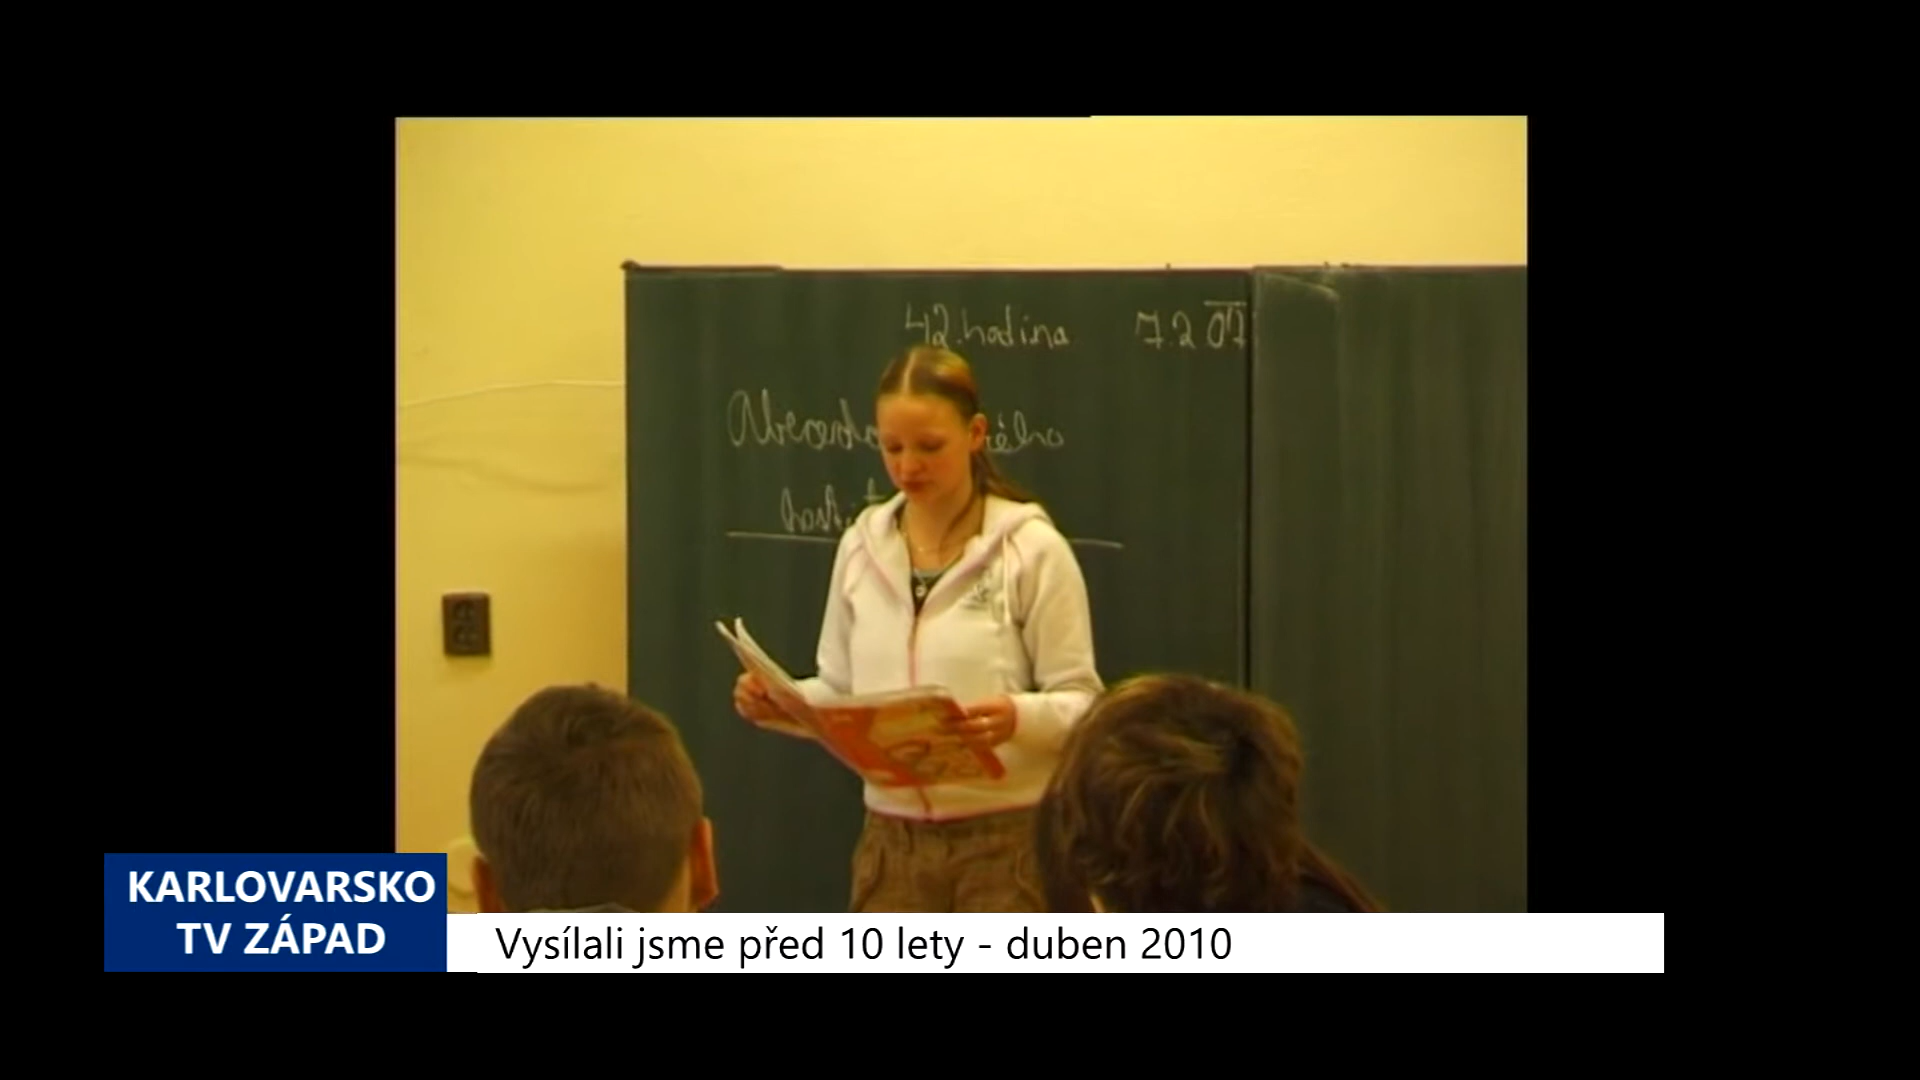 42. hodina 7.2 07
KARLOVARSKO
TV ZÁPAD
Vysílali jsme před 10 lety - duben 2010